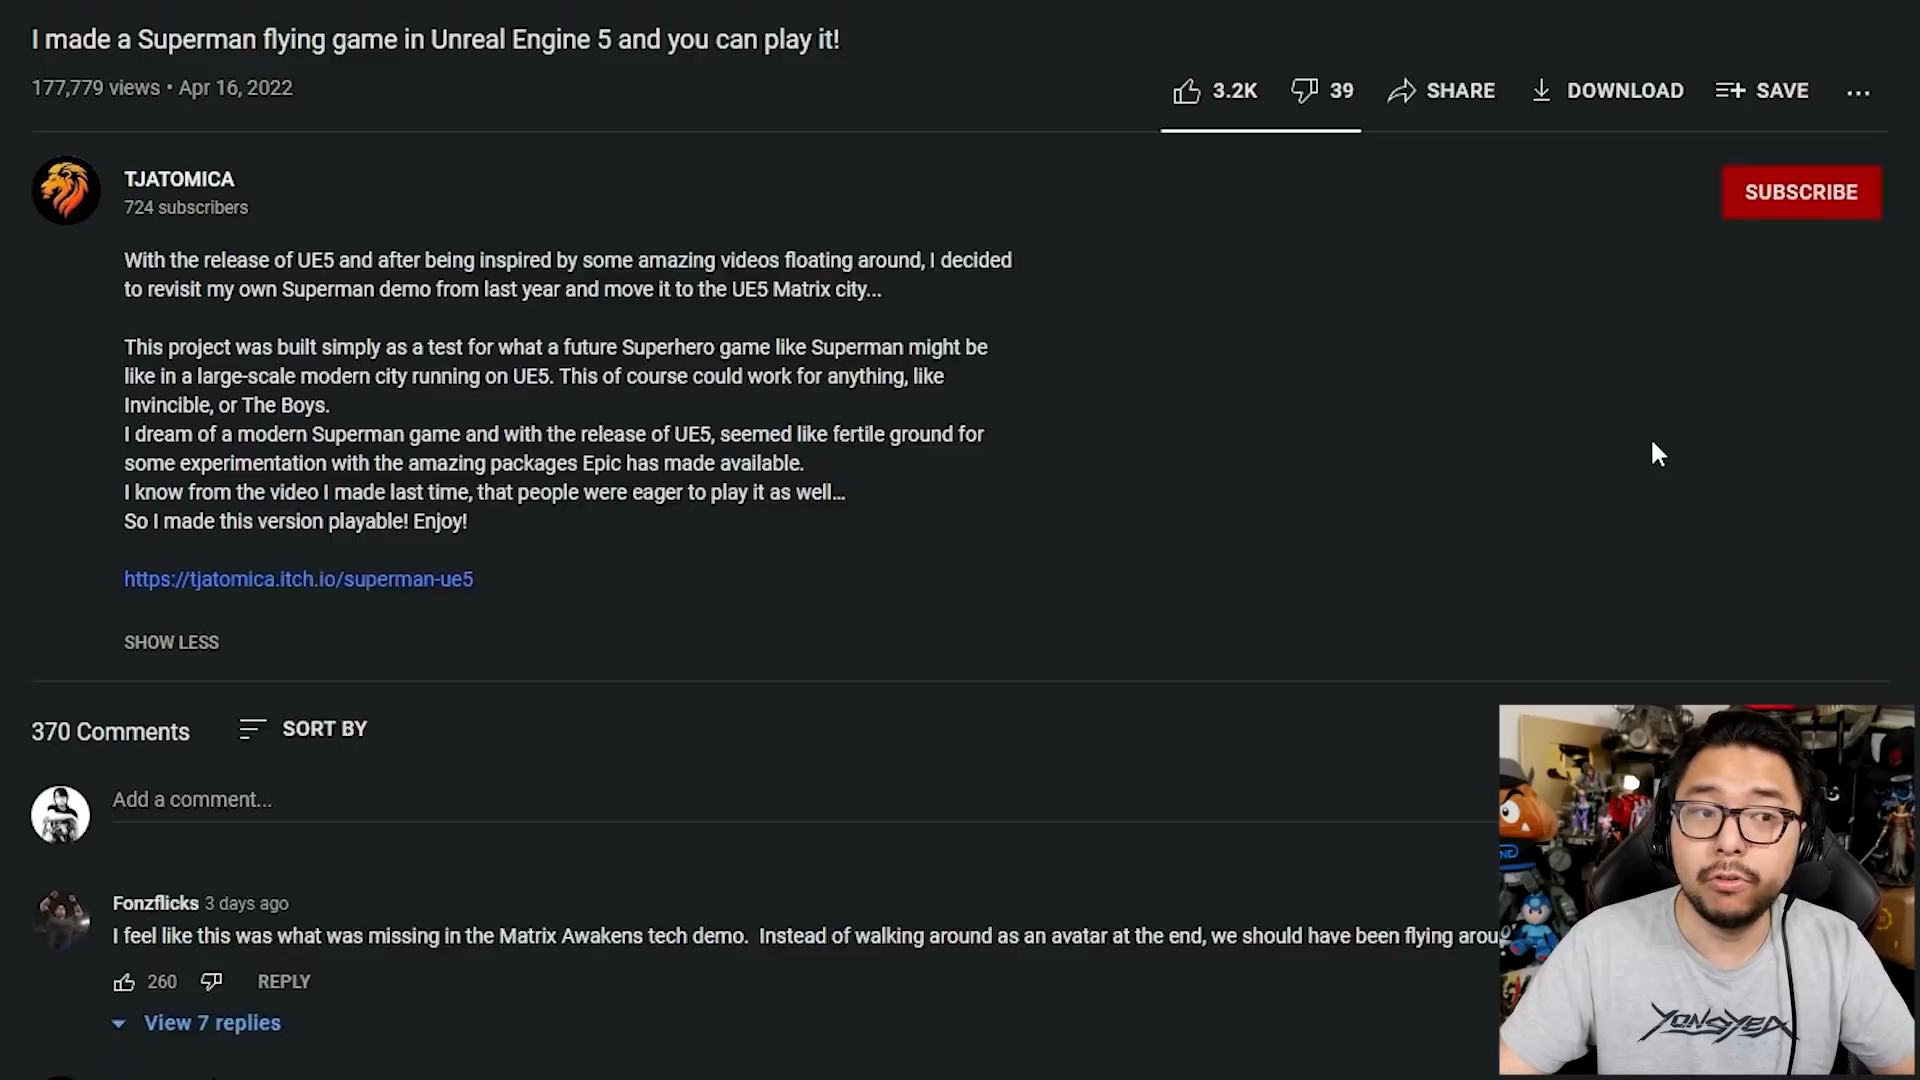 I made a Superman flying game in Unreal Engine 5 and you can play it!
177,779 views • Apr 16, 2022
3.2K 39 SHARE DOWNLOAD SAVE ...
TJATOMICA
724 subscribers
SUBSCRIBE
With the release of UE5 and after being inspired by some amazing videos floating around, I decided
to revisit my own Superman demo from last year and move it to the UE5 Matrix city...
This project was built simply as a test for what a future Superhero game like Superman might be
like in a large-scale modern city running on UE5. This of course could work for anything, like
Invincible, or The Boys.
I dream of a modern Superman game and with the release of UE5, seemed like fertile ground for
some experimentation with the amazing packages Epic has made available.
I know from the video I made last time, that people were eager to play it as well...
So I made this version playable! Enjoy!
https://tjatomica.itch.io/superman-ue5
SHOW LESS
370 Comments SORT BY
Add a comment...
Fonzflicks 3 days ago
I feel like this was what was missing in the Matrix Awakens tech demo.  Instead of walking around as an avatar at the end, we should have been flying arou
260 REPLY
View 7 replies
YONGYEA